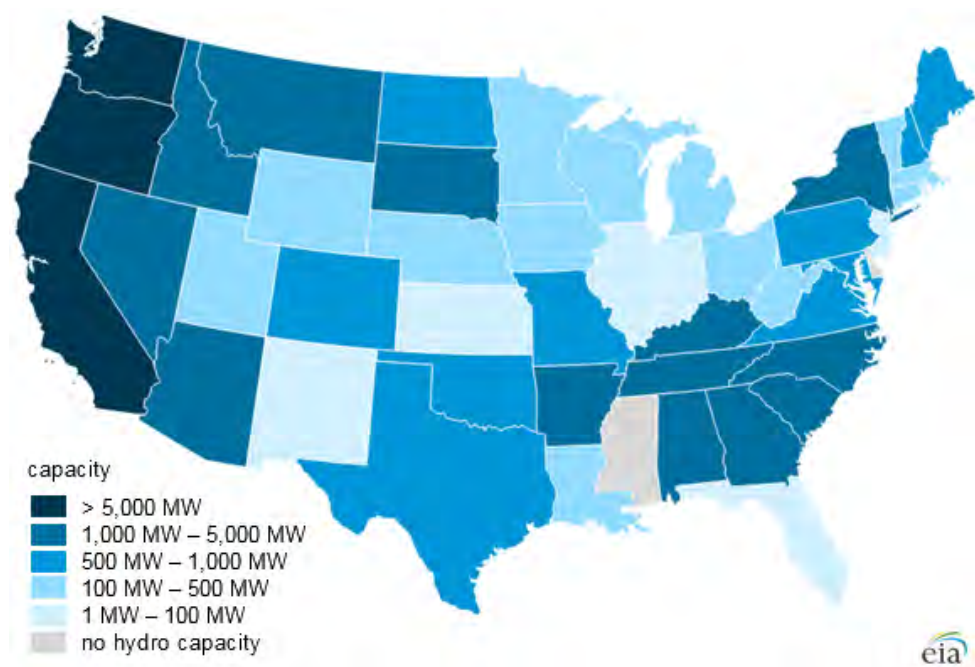 capacity
> 5,000 MW
1,000 MW – 5,000 MW
500 MW – 1,000 MW
100 MW – 500 MW
1 MW – 100 MW
no hydro capacity
eia